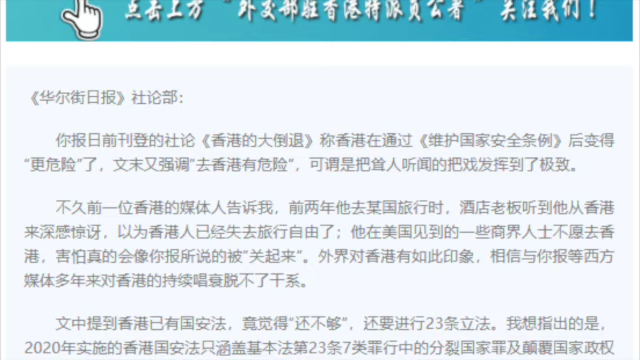 点击上方“外交部驻香港特派员公署”关注我们！
《华尔街日报》社论部：
你报日前刊登的社论《香港的大倒退》称香港在通过《维护国家安全条例》后变得
“更危险”了，文末又强调“去香港有危险”，可谓是把耸人听闻的把戏发挥到了极致。
不久前一位香港的媒体人告诉我，前两年他去某国旅行时，酒店老板听到他从香港
来深感惊讶，以为香港人已经失去旅行自由了；他在美国见到的一些商界人士不愿去香
港，害怕真的会像你报所说的被“关起来”。外界对香港有如此印象，相信与你报等西方
媒体多年来对香港的持续唱衰脱不了干系。
文中提到香港已有国安法，竟觉得“还不够”，还要进行23条立法。我想指出的是，
2020年实施的香港国安法只涵盖基本法第23条7类罪行中的分裂国家罪及颠覆国家政权